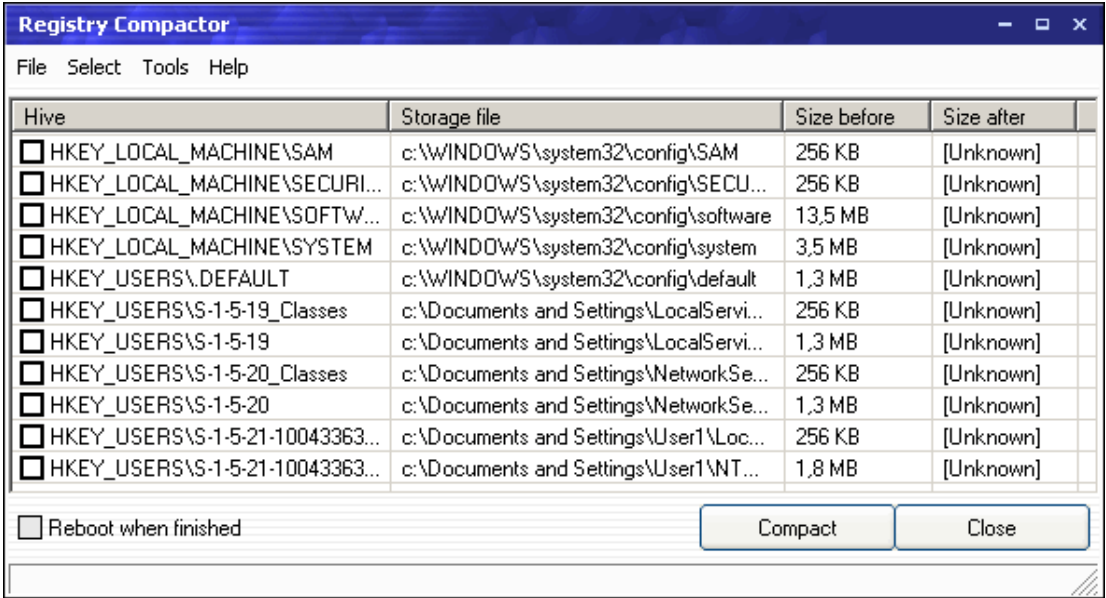 Registry Compactor
File Select Tools Help
Hive Storage file Size before Size after
HKEY_LOCAL_MACHINE\SAM c:\WINDOWS\system32\config\SAM 256 KB [Unknown]
HKEY_LOCAL_MACHINE\SECURI... c:\WINDOWS\system32\config\SECU... 256 KB [Unknown]
HKEY_LOCAL_MACHINE\SOFTW... c:\WINDOWS\system32\config\software 13,5 MB [Unknown]
HKEY_LOCAL_MACHINE\SYSTEM c:\WINDOWS\system32\config\system 3,5 MB [Unknown]
HKEY_USERS\.DEFAULT c:\WINDOWS\system32\config\default 1,3 MB [Unknown]
HKEY_USERS\S-1-5-19_Classes c:\Documents and Settings\LocalServi... 256 KB [Unknown]
HKEY_USERS\S-1-5-19 c:\Documents and Settings\LocalServi... 1,3 MB [Unknown]
HKEY_USERS\S-1-5-20_Classes c:\Documents and Settings\NetworkSe... 256 KB [Unknown]
HKEY_USERS\S-1-5-20 c:\Documents and Settings\NetworkSe... 1,3 MB [Unknown]
HKEY_USERS\S-1-5-21-10043363... c:\Documents and Settings\User1\Loc... 256 KB [Unknown]
HKEY_USERS\S-1-5-21-10043363... c:\Documents and Settings\User1\NT... 1,8 MB [Unknown]
Reboot when finished Compact Close